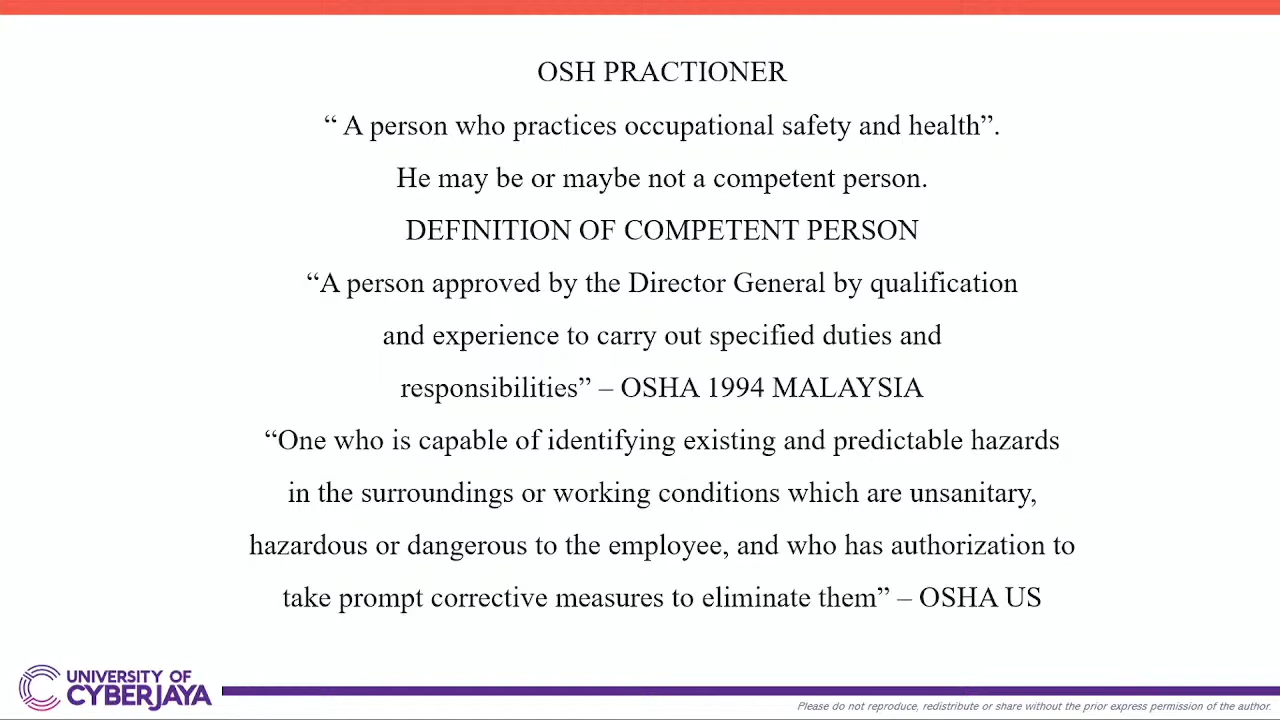 OSH PRACTIONER
“ A person who practices occupational safety and health”.
He may be or maybe not a competent person.
DEFINITION OF COMPETENT PERSON
“A person approved by the Director General by qualification
and experience to carry out specified duties and
responsibilities” – OSHA 1994 MALAYSIA
“One who is capable of identifying existing and predictable hazards
in the surroundings or working conditions which are unsanitary,
hazardous or dangerous to the employee, and who has authorization to
take prompt corrective measures to eliminate them” – OSHA US
UNIVERSITY OF
CYBERJAYA
Please do not reproduce, redistribute or share without the prior express permission of the author.